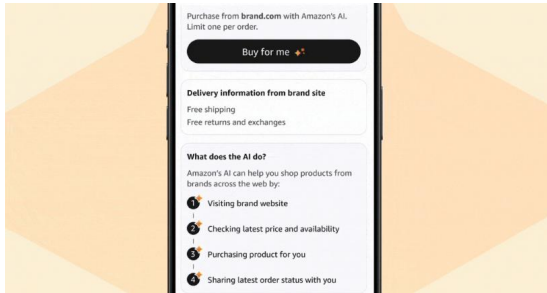 Purchase from brand.com with Amazon's AI.
Limit one per order.
Buy for me
Delivery information from brand site
Free shipping
Free returns and exchanges
What does the AI do?
Amazon's AI can help you shop products from
brands across the web by:
1 Visiting brand website
2 Checking latest price and availability
3 Purchasing product for you
4 Sharing latest order status with you